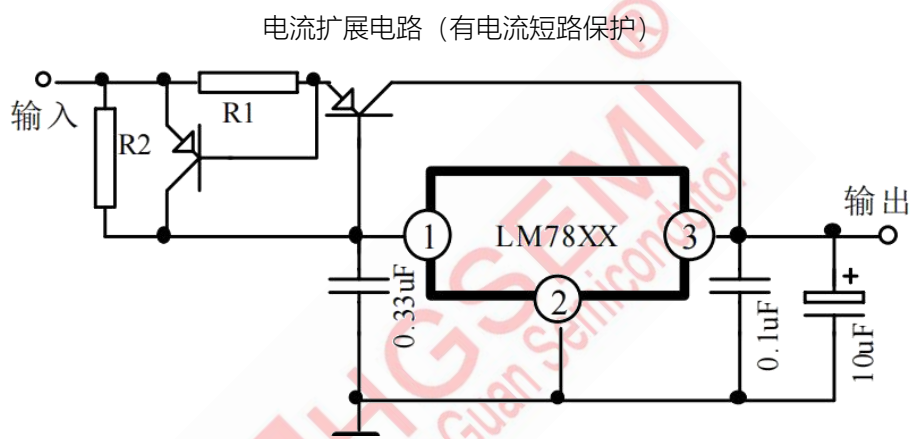 电流扩展电路（有电流短路保护）
输入
R1
R2
1
LM78XX
3
输出
2
0.33uF
0.1uF
+
10uF
HGSEMI
®
Guan Semiconductor